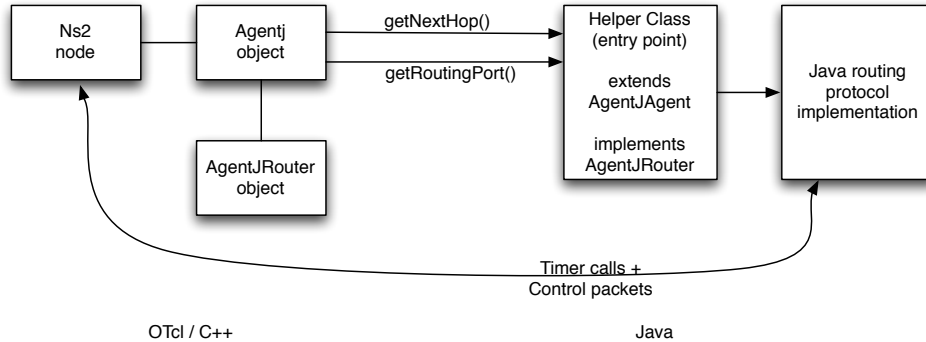 Ns2
node
Agentj
object
getNextHop()
getRoutingPort()
Helper Class
(entry point)
extends
AgentJAgent
implements
AgentJRouter
Java routing
protocol
implementation
AgentJRouter
object
Timer calls +
Control packets
OTcl / C++
Java